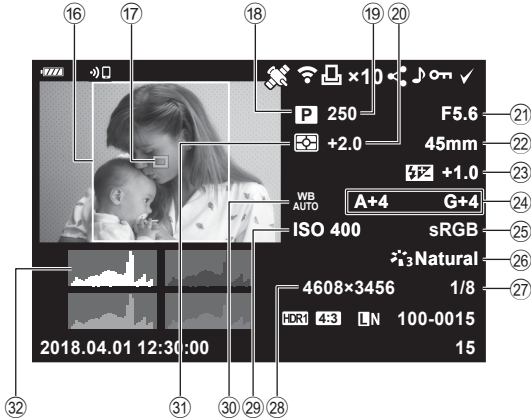 ⑯ ⑰ ⑱ ⑲ ⑳
×10
P 250 F5.6 ㉑
+2.0 45mm ㉒
+1.0 ㉓
WB AUTO A+4 G+4 ㉔
ISO 400 sRGB ㉕
3 Natural ㉖
4608×3456 1/8 ㉗
HDR1 4:3 LN 100-0015
2018.04.01 12:30:00 15
㉜ ㉛ ㉚ ㉙ ㉘